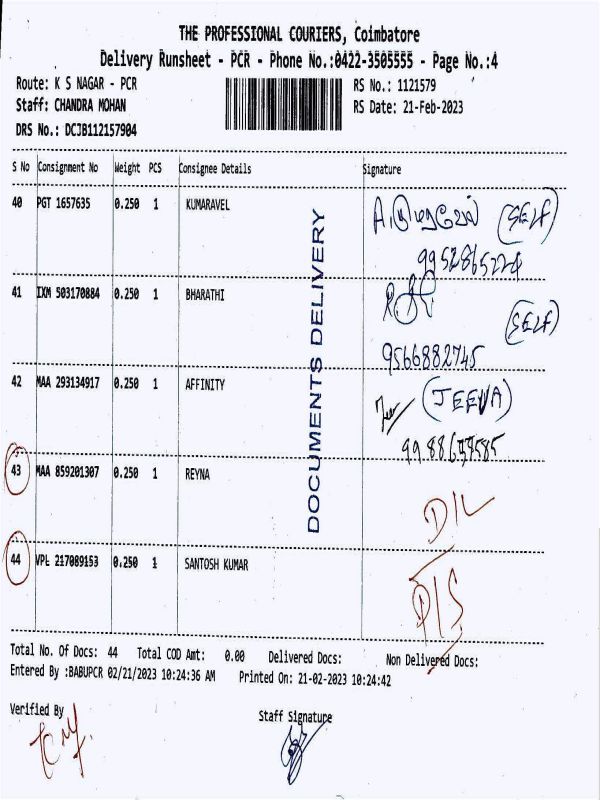 THE PROFESSIONAL COURIERS, Coimbatore
Delivery Runsheet - PCR - Phone No.:0422-3505555 - Page No.:4
Route: K S NAGAR - PCR RS No.: 1121579
Staff: CHANDRA MOHAN RS Date: 21-Feb-2023
DRS No.: DCJB112157904
S No Consignment No Weight PCS Consignee Details Signature
40 PGT 1657635 0.250 1 KUMARAVEL (SELF)
9952865224
41 IXM 503170884 0.250 1 BHARATHI (SELF)
9566882745
42 MAA 293134917 0.250 1 AFFINITY (JEEVA)
43 MAA 859201307 0.250 1 REYNA D/L
44 VPL 217089153 0.250 1 SANTOSH KUMAR
DOCUMENTS DELIVERY
Total No. Of Docs: 44 Total COD Amt: 0.00 Delivered Docs: Non Delivered Docs:
Entered By :BABUPCR 02/21/2023 10:24:36 AM Printed On: 21-02-2023 10:24:42
Verified By Staff Signature